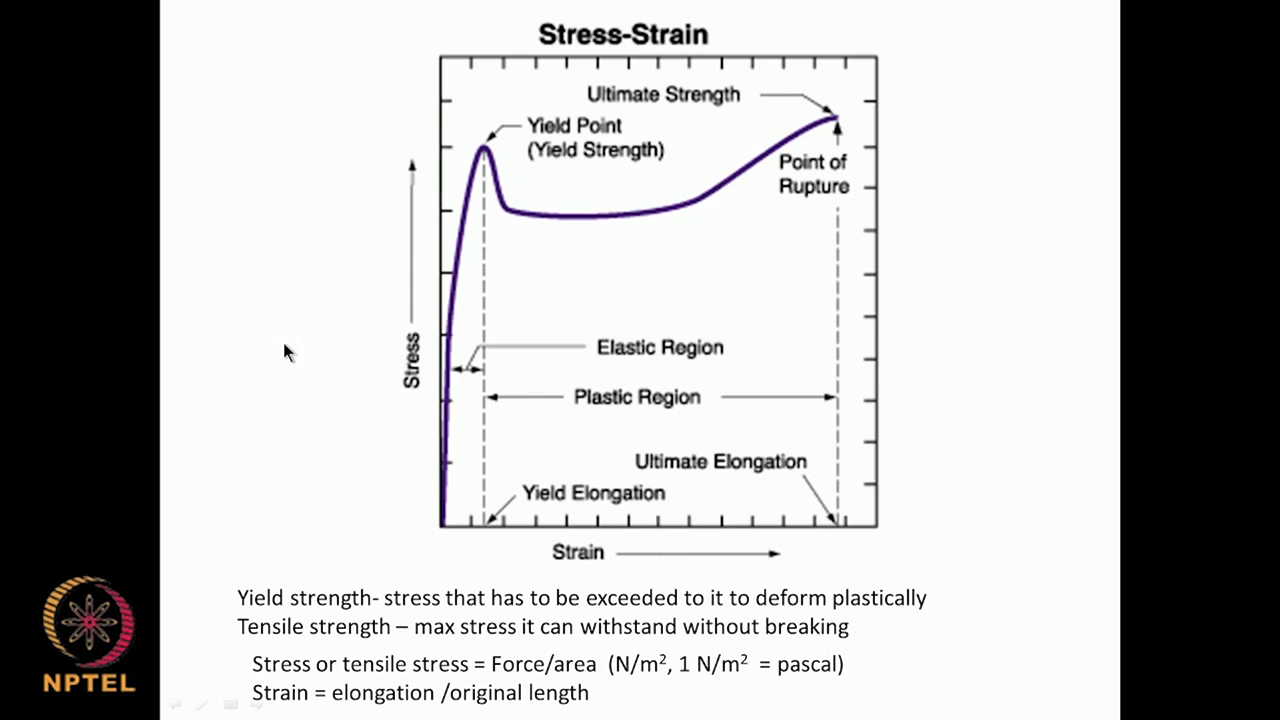 Stress-Strain
Ultimate Strength
Yield Point
(Yield Strength)
Point of
Rupture
Stress
Elastic Region
Plastic Region
Ultimate Elongation
Yield Elongation
Strain
Yield strength- stress that has to be exceeded to it to deform plastically
Tensile strength – max stress it can withstand without breaking
Stress or tensile stress = Force/area (N/m², 1 N/m² = pascal)
Strain = elongation /original length
NPTEL